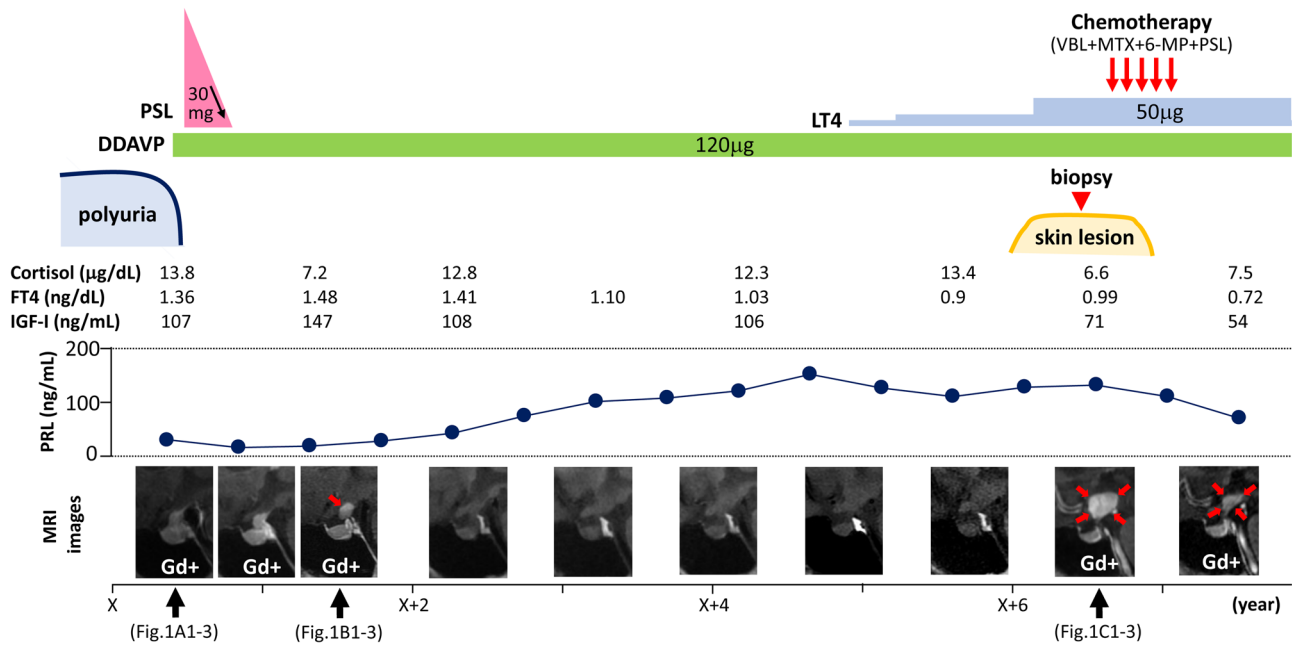 Chemotherapy
(VBL+MTX+6-MP+PSL)
PSL
30
mg
LT4
50μg
DDAVP
120μg
biopsy
polyuria
skin lesion
Cortisol (μg/dL) 13.8 7.2 12.8 12.3 13.4 6.6 7.5
FT4 (ng/dL) 1.36 1.48 1.41 1.10 1.03 0.9 0.99 0.72
IGF-I (ng/mL) 107 147 108 106 71 54
PRL (ng/mL)
200
100
0
MRI
images
Gd+ Gd+ Gd+ Gd+ Gd+
X X+2 X+4 X+6 (year)
(Fig.1A1-3) (Fig.1B1-3) (Fig.1C1-3)